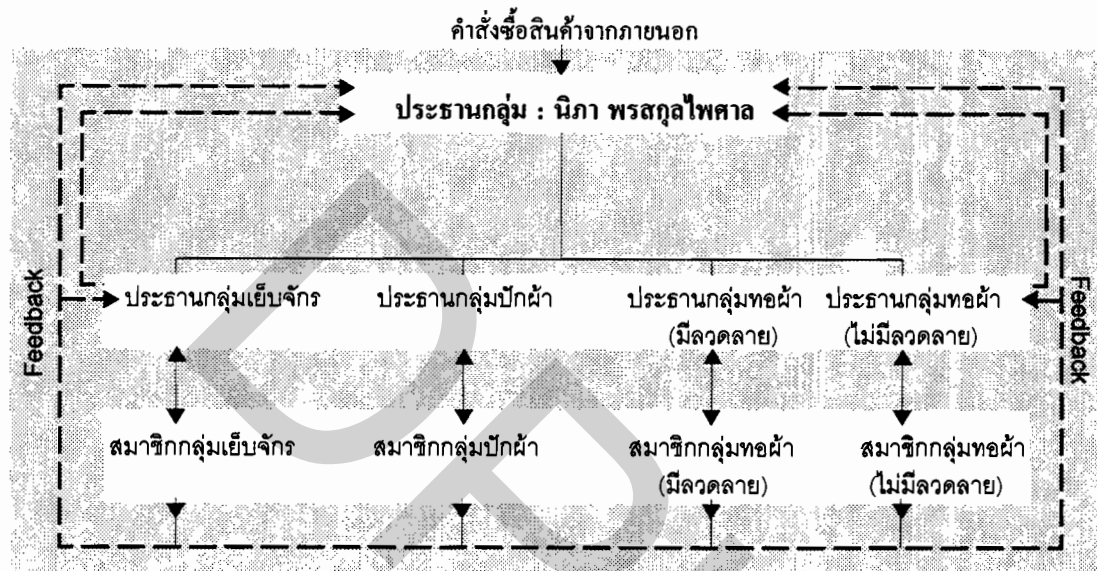 คำสั่งซื้อสินค้าจากภายนอก
ประธานกลุ่ม : นิภา พรสกุลไพศาล
Feedback
ประธานกลุ่มเย็บจักร
ประธานกลุ่มปักผ้า
ประธานกลุ่มทอผ้า
(มีลวดลาย)
ประธานกลุ่มทอผ้า
(ไม่มีลวดลาย)
Feedback
สมาชิกกลุ่มเย็บจักร
สมาชิกกลุ่มปักผ้า
สมาชิกกลุ่มทอผ้า
(มีลวดลาย)
สมาชิกกลุ่มทอผ้า
(ไม่มีลวดลาย)